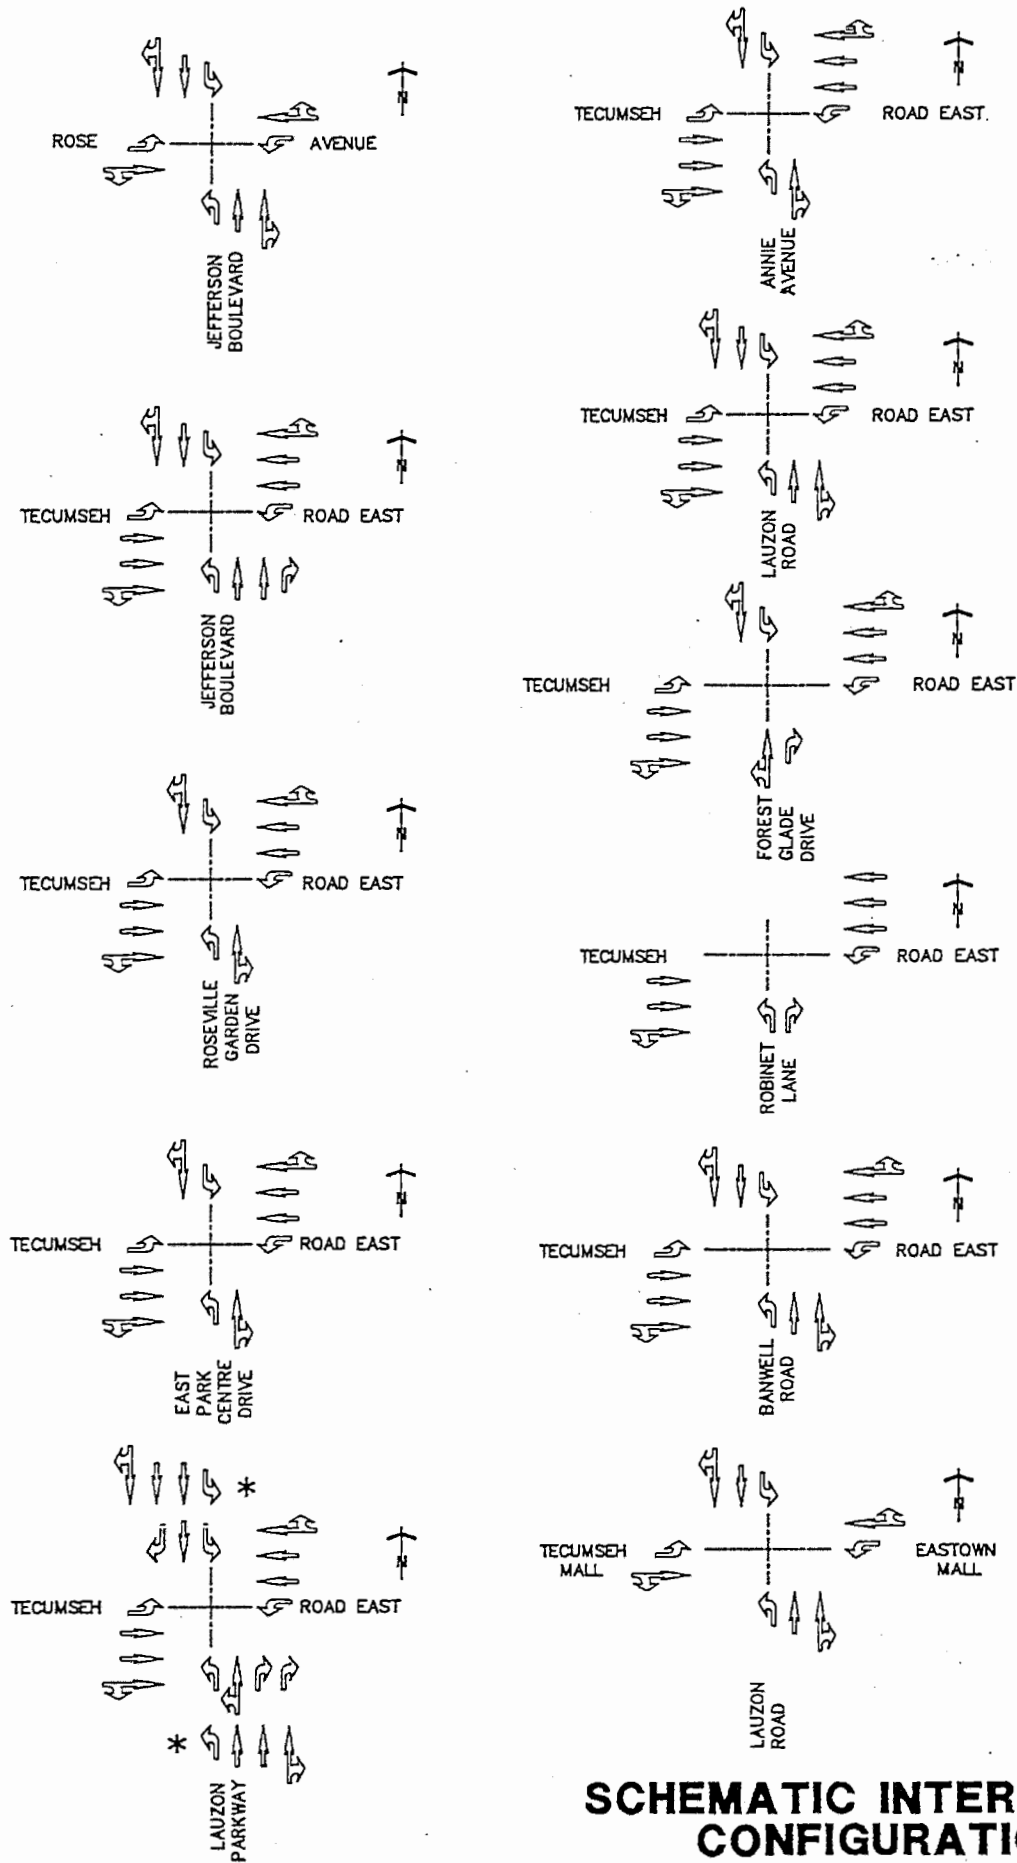 N
ROSE
AVENUE
JEFFERSON
BOULEVARD
N
TECUMSEH
ROAD EAST
JEFFERSON
BOULEVARD
N
TECUMSEH
ROAD EAST
ROSEVILLE
GARDEN
DRIVE
N
TECUMSEH
ROAD EAST
EAST
PARK
CENTRE
DRIVE
N
*
TECUMSEH
ROAD EAST
*
LAUZON
PARKWAY
N
TECUMSEH
ROAD EAST.
ANNIE
AVENUE
N
TECUMSEH
ROAD EAST
LAUZON
ROAD
N
TECUMSEH
ROAD EAST
FOREST
GLADE
DRIVE
N
TECUMSEH
ROAD EAST
ROBINET
LANE
N
TECUMSEH
ROAD EAST
BANWELL
ROAD
N
TECUMSEH
MALL
EASTOWN
MALL
LAUZON
ROAD
SCHEMATIC INTER
CONFIGURATI